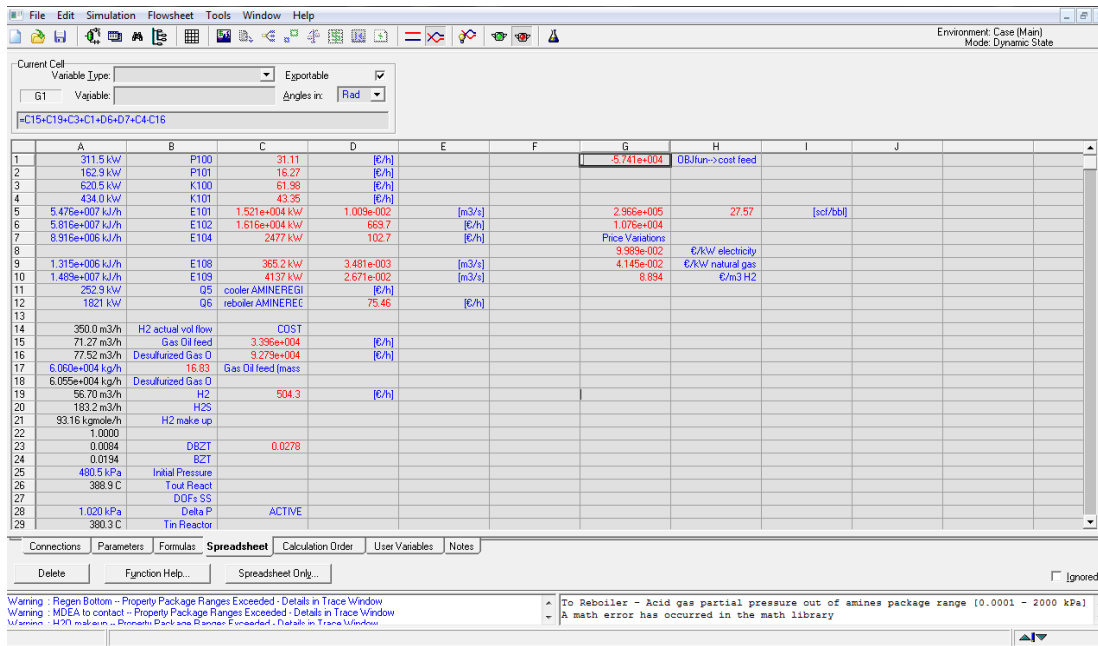 File Edit Simulation Flowsheet Tools Window Help
Environment: Case (Main)
Mode: Dynamic State
Current Cell
Variable Type: Exportable
G1 Variable: Angles in: Rad
=C15+C19+C3+C1+D6+D7+C4-C16
A B C D E F G H I J
1 311.5 kW P100 31.11 [€/h] -5.741e+004 OBJfun-->cost feed
2 162.9 kW P101 16.27 [€/h]
3 620.5 kW K100 61.98 [€/h]
4 434.0 kW K101 43.35 [€/h]
5 5.476e+007 kJ/h E101 1.521e+004 kW 1.009e-002 [m3/s] 2.966e+005 27.57 [scf/bbl]
6 5.816e+007 kJ/h E102 1.616e+004 kW 669.7 [€/h] 1.076e+004
7 8.916e+006 kJ/h E104 2477 kW 102.7 [€/h] Price Variations
8 9.989e-002 €/kW electricity
9 1.315e+006 kJ/h E108 365.2 kW 3.481e-003 [m3/s] 4.145e-002 €/kW natural gas
10 1.489e+007 kJ/h E109 4137 kW 2.671e-002 [m3/s] 8.894 €/m3 H2
11 252.9 kW Q5 cooler AMINEREGI [€/h]
12 1821 kW Q6 reboiler AMINEREG 75.46 [€/h]
13
14 350.0 m3/h H2 actual vol flow COST
15 71.27 m3/h Gas Oil feed 3.396e+004 [€/h]
16 77.52 m3/h Desulfurized Gas O 9.279e+004 [€/h]
17 6.060e+004 kg/h 16.83 Gas Oil feed (mass
18 6.055e+004 kg/h Desulfurized Gas O
19 56.70 m3/h H2 504.3 [€/h]
20 183.2 m3/h H2S
21 93.16 kgmole/h H2 make up
22 1.0000
23 0.0084 DBZT 0.0278
24 0.0194 BZT
25 480.5 kPa Initial Pressure
26 388.9 C Tout React
27 DOFs SS
28 1.020 kPa Delta P ACTIVE
29 380.3 C Tin Reactor
Connections Parameters Formulas Spreadsheet Calculation Order User Variables Notes
Delete Function Help... Spreadsheet Only... Ignored
Warning : Regen Bottom -- Property Package Ranges Exceeded - Details in Trace Window
Warning : MDEA to contact -- Property Package Ranges Exceeded - Details in Trace Window
Warning : H2O makeup -- Property Package Ranges Exceeded - Details in Trace Window
To Reboiler - Acid gas partial pressure out of amines package range [0.0001 - 2000 kPa]
A math error has occurred in the math library